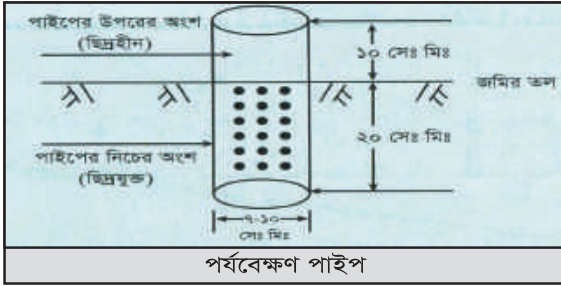 পাইপের উপরের অংশ
(ছিদ্রহীন)
১০ সেঃ মিঃ
জমির তল
২০ সেঃ মিঃ
পাইপের নিচের অংশ
(ছিদ্রযুক্ত)
৭-১০
সেঃ মিঃ
পর্যবেক্ষণ পাইপ